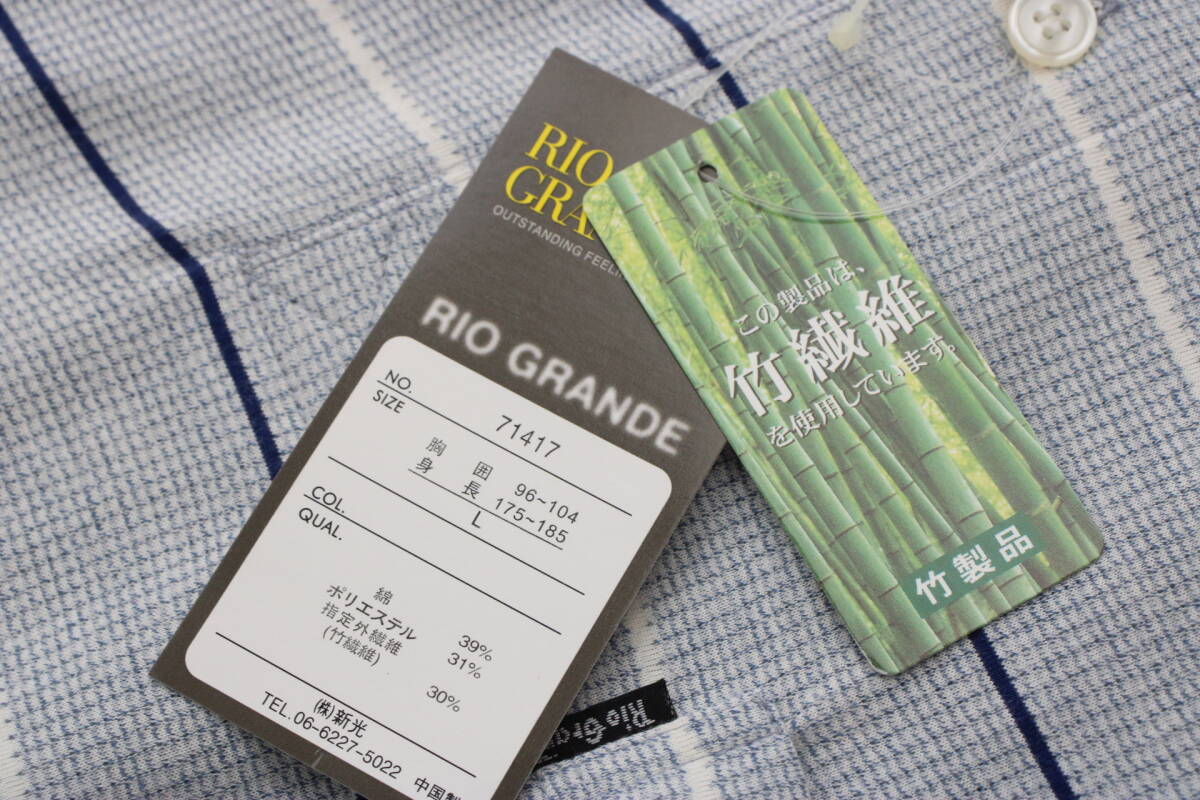 RIO
GRA
OUTSTANDING FEELI
RIO GRANDE
NO. 71417
SIZE
胸囲 96~104
身長 175~185
L
COL.
QUAL.
綿 39%
ポリエステル 31%
指定外繊維
(竹繊維) 30%
(株)新光
TEL.06-6227-5022 中国製
この製品は、
竹繊維
を使用しています。
竹製品
Rio Gra